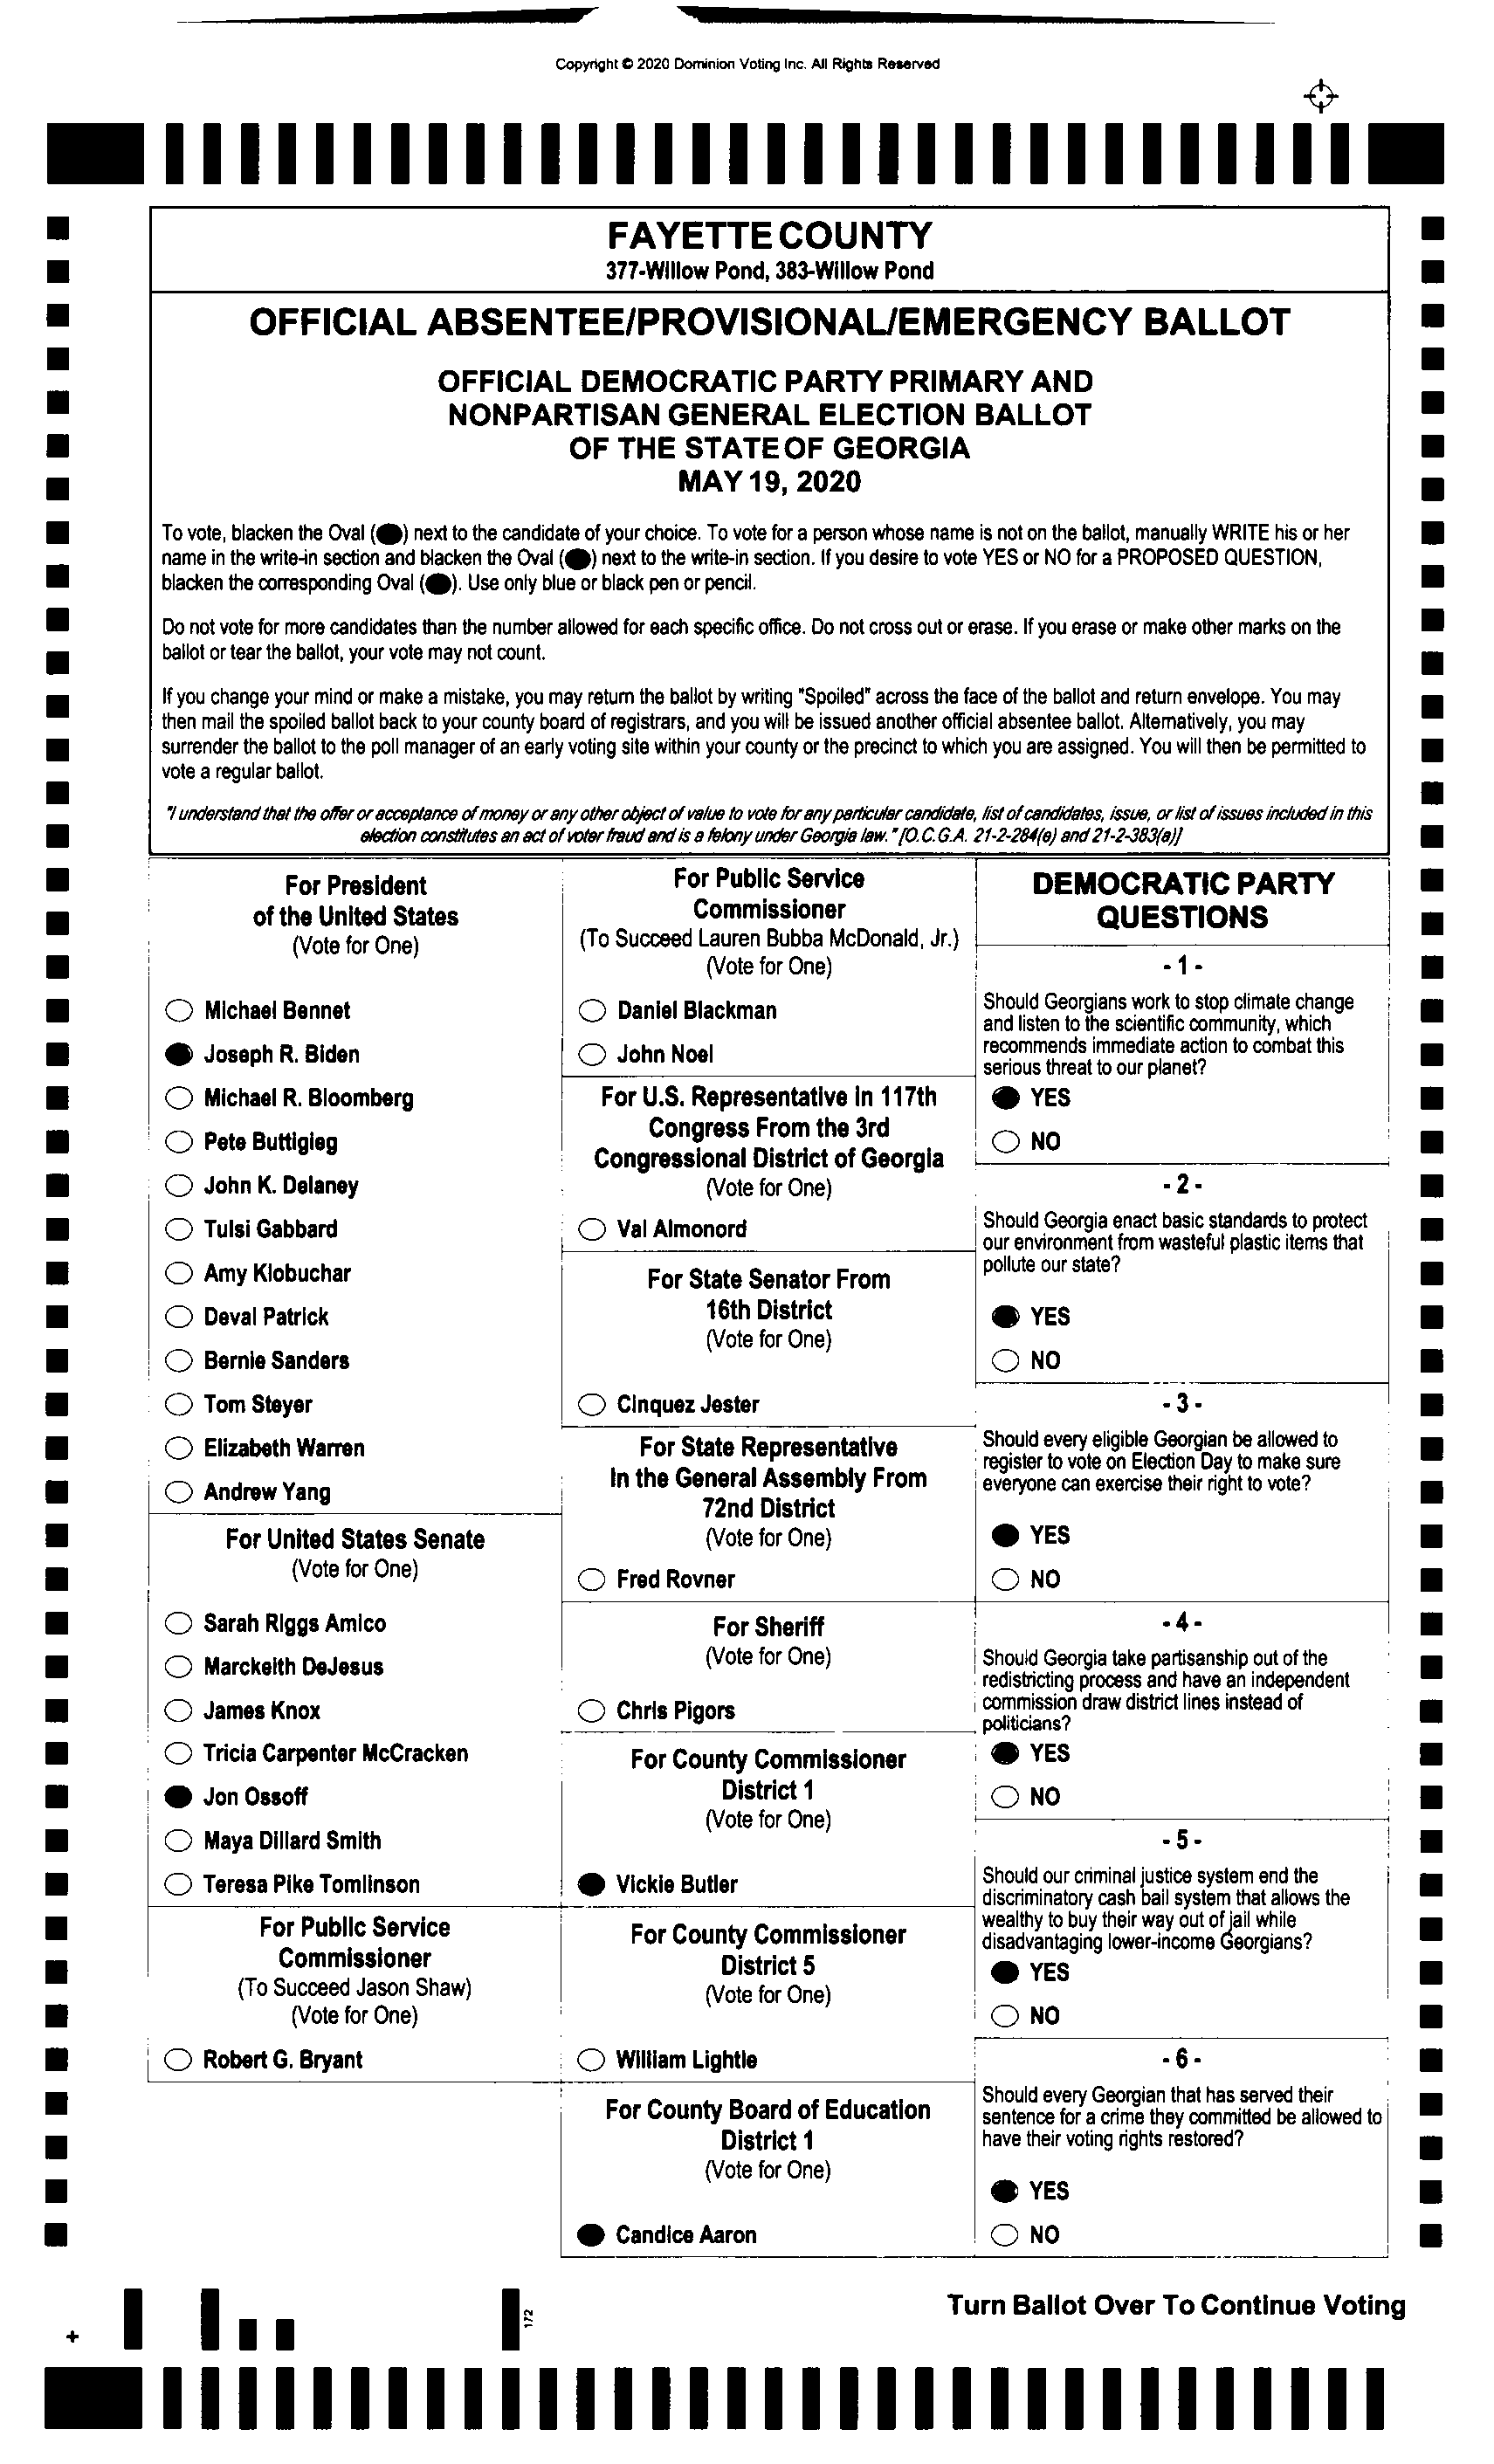 Copyright © 2020 Dominion Voting Inc. All Rights Reserved
FAYETTE COUNTY
377-Willow Pond, 383-Willow Pond
OFFICIAL ABSENTEE/PROVISIONAL/EMERGENCY BALLOT
OFFICIAL DEMOCRATIC PARTY PRIMARY AND
NONPARTISAN GENERAL ELECTION BALLOT
OF THE STATE OF GEORGIA
MAY 19, 2020
To vote, blacken the Oval ( ) next to the candidate of your choice. To vote for a person whose name is not on the ballot, manually WRITE his or her
name in the write-in section and blacken the Oval ( ) next to the write-in section. If you desire to vote YES or NO for a PROPOSED QUESTION,
blacken the corresponding Oval ( ). Use only blue or black pen or pencil.
Do not vote for more candidates than the number allowed for each specific office. Do not cross out or erase. If you erase or make other marks on the
ballot or tear the ballot, your vote may not count.
If you change your mind or make a mistake, you may return the ballot by writing "Spoiled" across the face of the ballot and return envelope. You may
then mail the spoiled ballot back to your county board of registrars, and you will be issued another official absentee ballot. Alternatively, you may
surrender the ballot to the poll manager of an early voting site within your county or the precinct to which you are assigned. You will then be permitted to
vote a regular ballot.
"I understand that the offer or acceptance of money or any other object of value to vote for any particular candidate, list of candidates, issue, or list of issues included in this
election constitutes an act of voter fraud and is a felony under Georgia law." [O.C.G.A. 21-2-284(e) and 21-2-383(a)]
For President
of the United States
(Vote for One)
Michael Bennet
Joseph R. Biden
Michael R. Bloomberg
Pete Buttigieg
John K. Delaney
Tulsi Gabbard
Amy Klobuchar
Deval Patrick
Bernie Sanders
Tom Steyer
Elizabeth Warren
Andrew Yang
For United States Senate
(Vote for One)
Sarah Riggs Amico
Marckeith DeJesus
James Knox
Tricia Carpenter McCracken
Jon Ossoff
Maya Dillard Smith
Teresa Pike Tomlinson
For Public Service
Commissioner
(To Succeed Jason Shaw)
(Vote for One)
Robert G. Bryant
For Public Service
Commissioner
(To Succeed Lauren Bubba McDonald, Jr.)
(Vote for One)
Daniel Blackman
John Noel
For U.S. Representative in 117th
Congress From the 3rd
Congressional District of Georgia
(Vote for One)
Val Almonord
For State Senator From
16th District
(Vote for One)
Cinquez Jester
For State Representative
In the General Assembly From
72nd District
(Vote for One)
Fred Rovner
For Sheriff
(Vote for One)
Chris Pigors
For County Commissioner
District 1
(Vote for One)
Vickie Butler
For County Commissioner
District 5
(Vote for One)
William Lightle
For County Board of Education
District 1
(Vote for One)
Candice Aaron
DEMOCRATIC PARTY
QUESTIONS
- 1 -
Should Georgians work to stop climate change
and listen to the scientific community, which
recommends immediate action to combat this
serious threat to our planet?
YES
NO
- 2 -
Should Georgia enact basic standards to protect
our environment from wasteful plastic items that
pollute our state?
YES
NO
- 3 -
Should every eligible Georgian be allowed to
register to vote on Election Day to make sure
everyone can exercise their right to vote?
YES
NO
- 4 -
Should Georgia take partisanship out of the
redistricting process and have an independent
commission draw district lines instead of
politicians?
YES
NO
- 5 -
Should our criminal justice system end the
discriminatory cash bail system that allows the
wealthy to buy their way out of jail while
disadvantaging lower-income Georgians?
YES
NO
- 6 -
Should every Georgian that has served their
sentence for a crime they committed be allowed to
have their voting rights restored?
YES
NO
Turn Ballot Over To Continue Voting
172